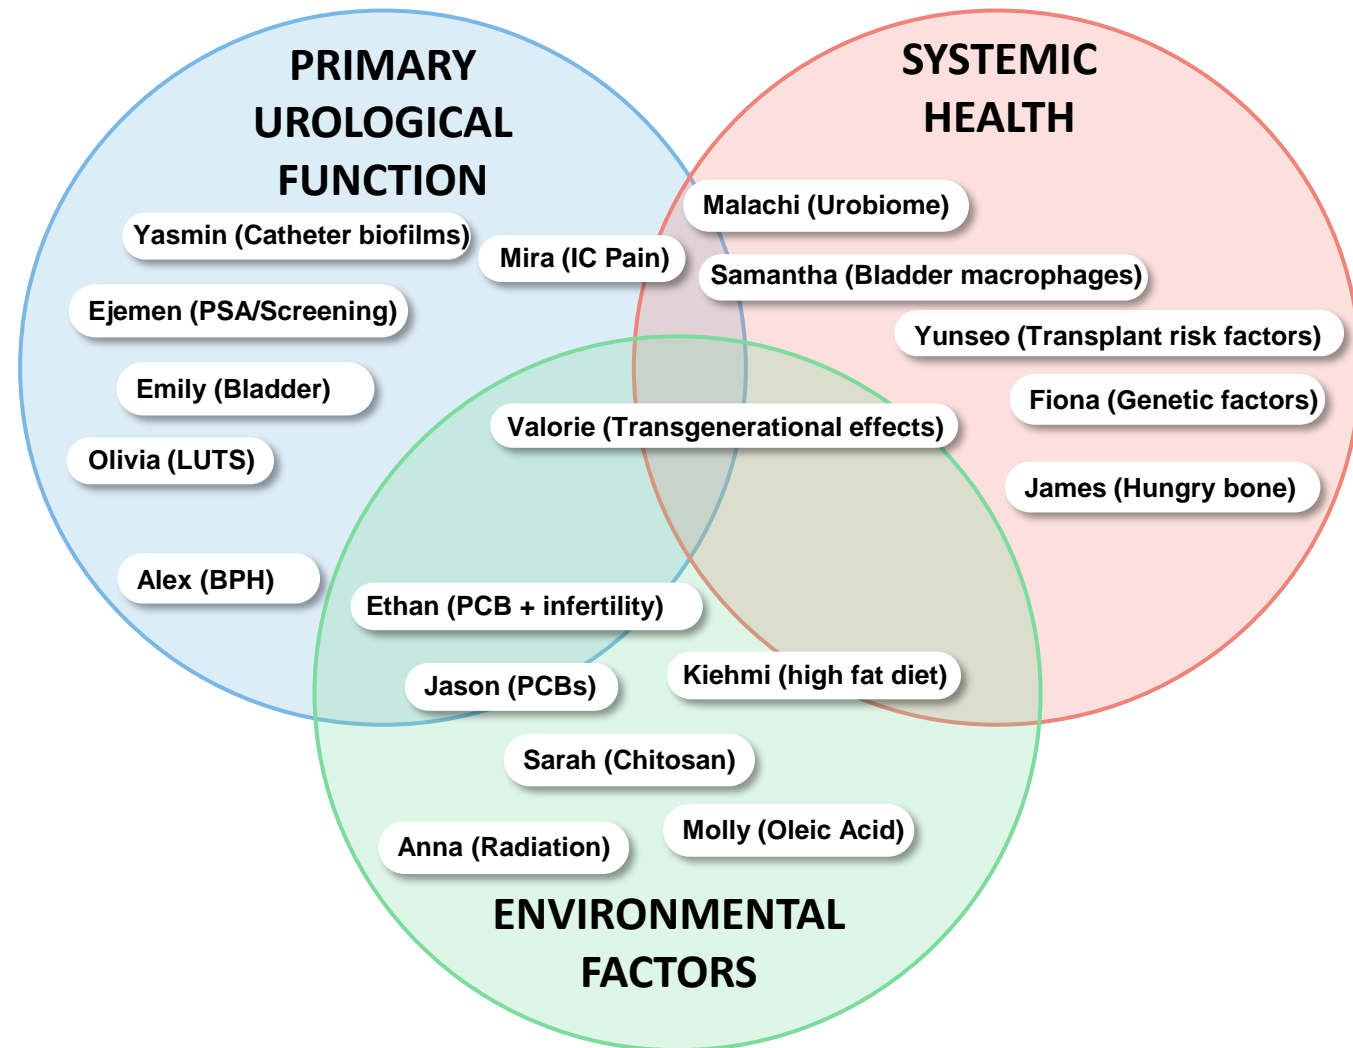 PRIMARY
UROLOGICAL
FUNCTION
SYSTEMIC
HEALTH
Yasmin (Catheter biofilms)
Mira (IC Pain)
Malachi (Urobiome)
Samantha (Bladder macrophages)
Ejemen (PSA/Screening)
Yunseo (Transplant risk factors)
Emily (Bladder)
Fiona (Genetic factors)
Valorie (Transgenerational effects)
Olivia (LUTS)
James (Hungry bone)
Alex (BPH)
Ethan (PCB + infertility)
Jason (PCBs)
Kiehmi (high fat diet)
Sarah (Chitosan)
Molly (Oleic Acid)
Anna (Radiation)
ENVIRONMENTAL
FACTORS